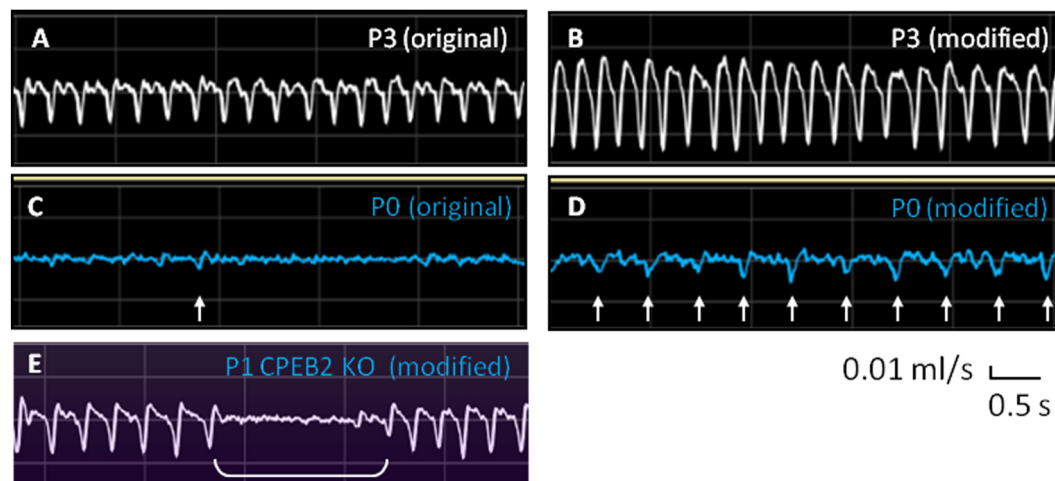 A P3 (original)
B P3 (modified)
C P0 (original)
D P0 (modified)
E P1 CPEB2 KO (modified)
0.01 ml/s
0.5 s